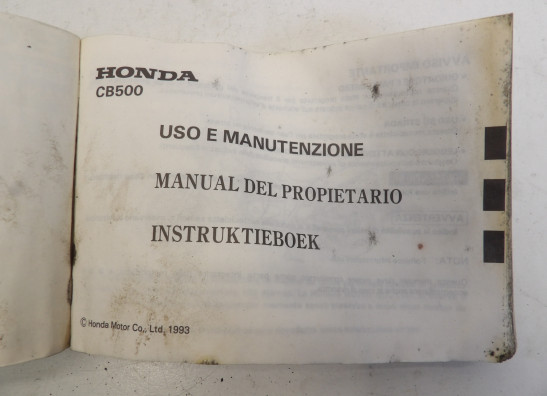 HONDA
CB500
USO E MANUTENZIONE
MANUAL DEL PROPIETARIO
INSTRUKTIEBOEK
© Honda Motor Co., Ltd. 1993